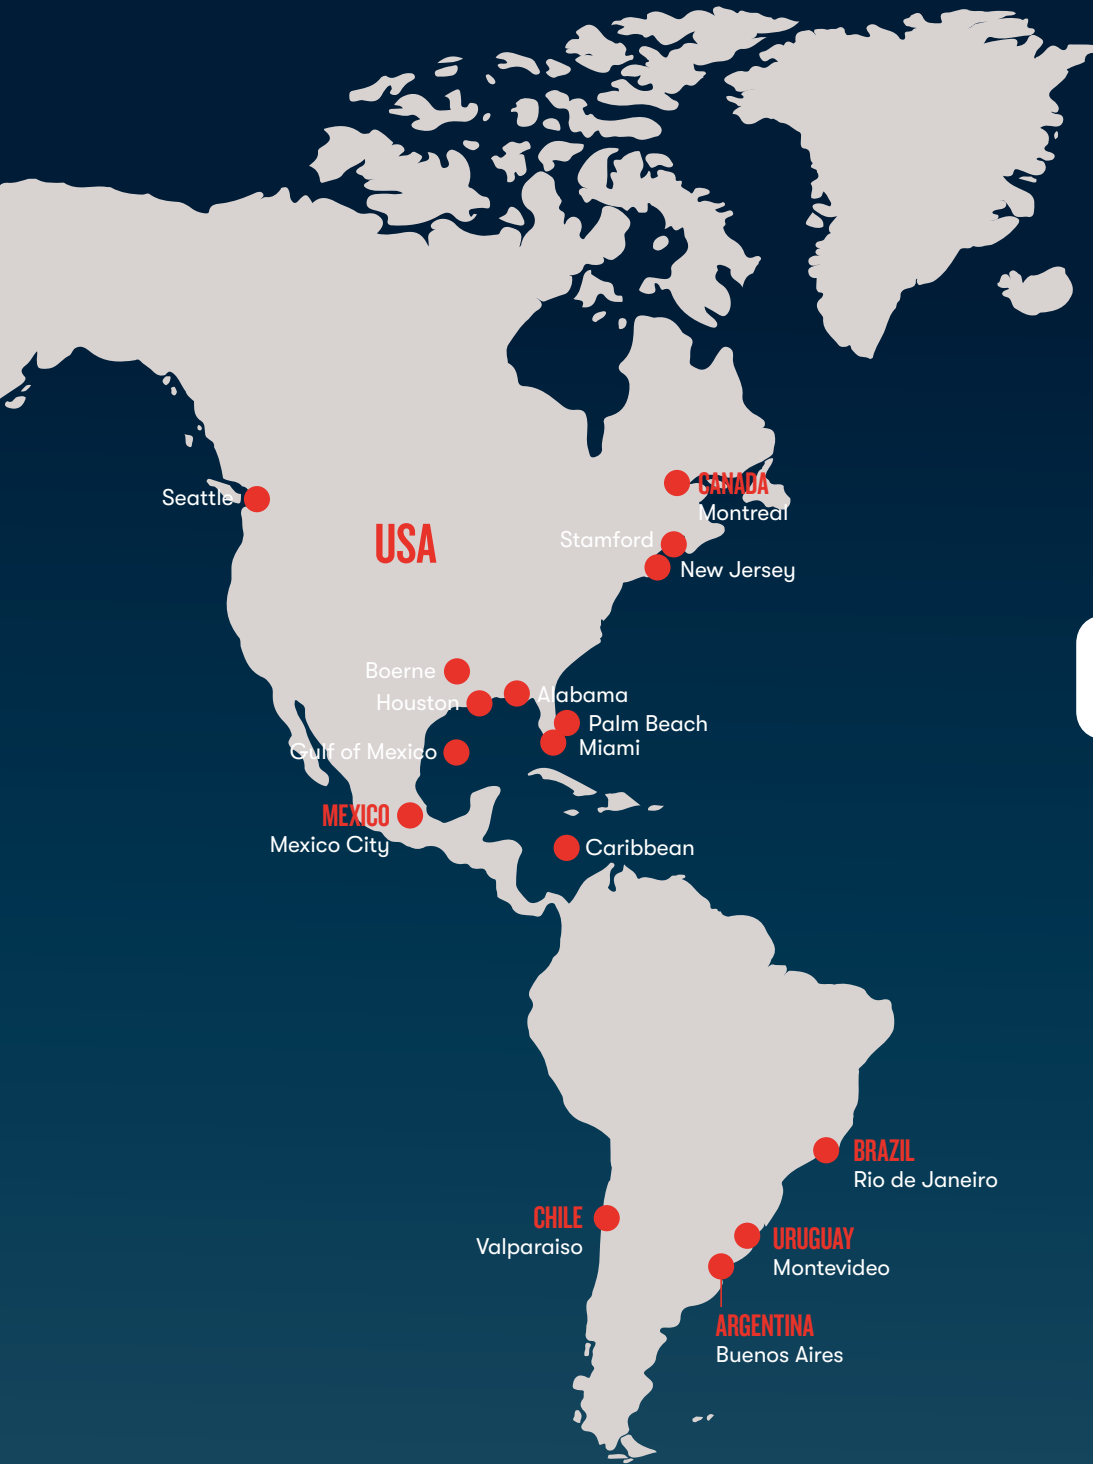 Seattle
CANADA
Montreal
USA
Stamford
New Jersey
Boerne
Houston
Alabama
Palm Beach
Miami
Gulf of Mexico
MEXICO
Mexico City
Caribbean
BRAZIL
Rio de Janeiro
CHILE
Valparaiso
URUGUAY
Montevideo
ARGENTINA
Buenos Aires